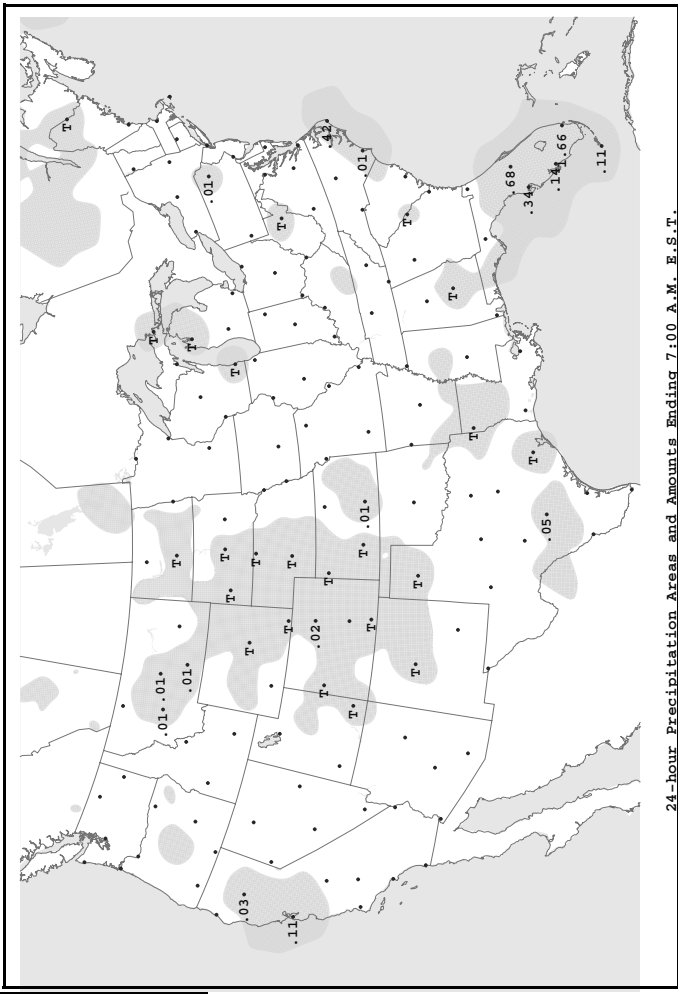 T
T
.01
.01
T
.01
T
.01
T
T
T
.03
T
T
T
T
T
.11
.02
T
.42
T
T
.01
T
.01
T
T
T
T
T
T
.68
.34
T
.05
.14
1.66
.11
24-hour Precipitation Areas and Amounts Ending 7:00 A.M. E.S.T.